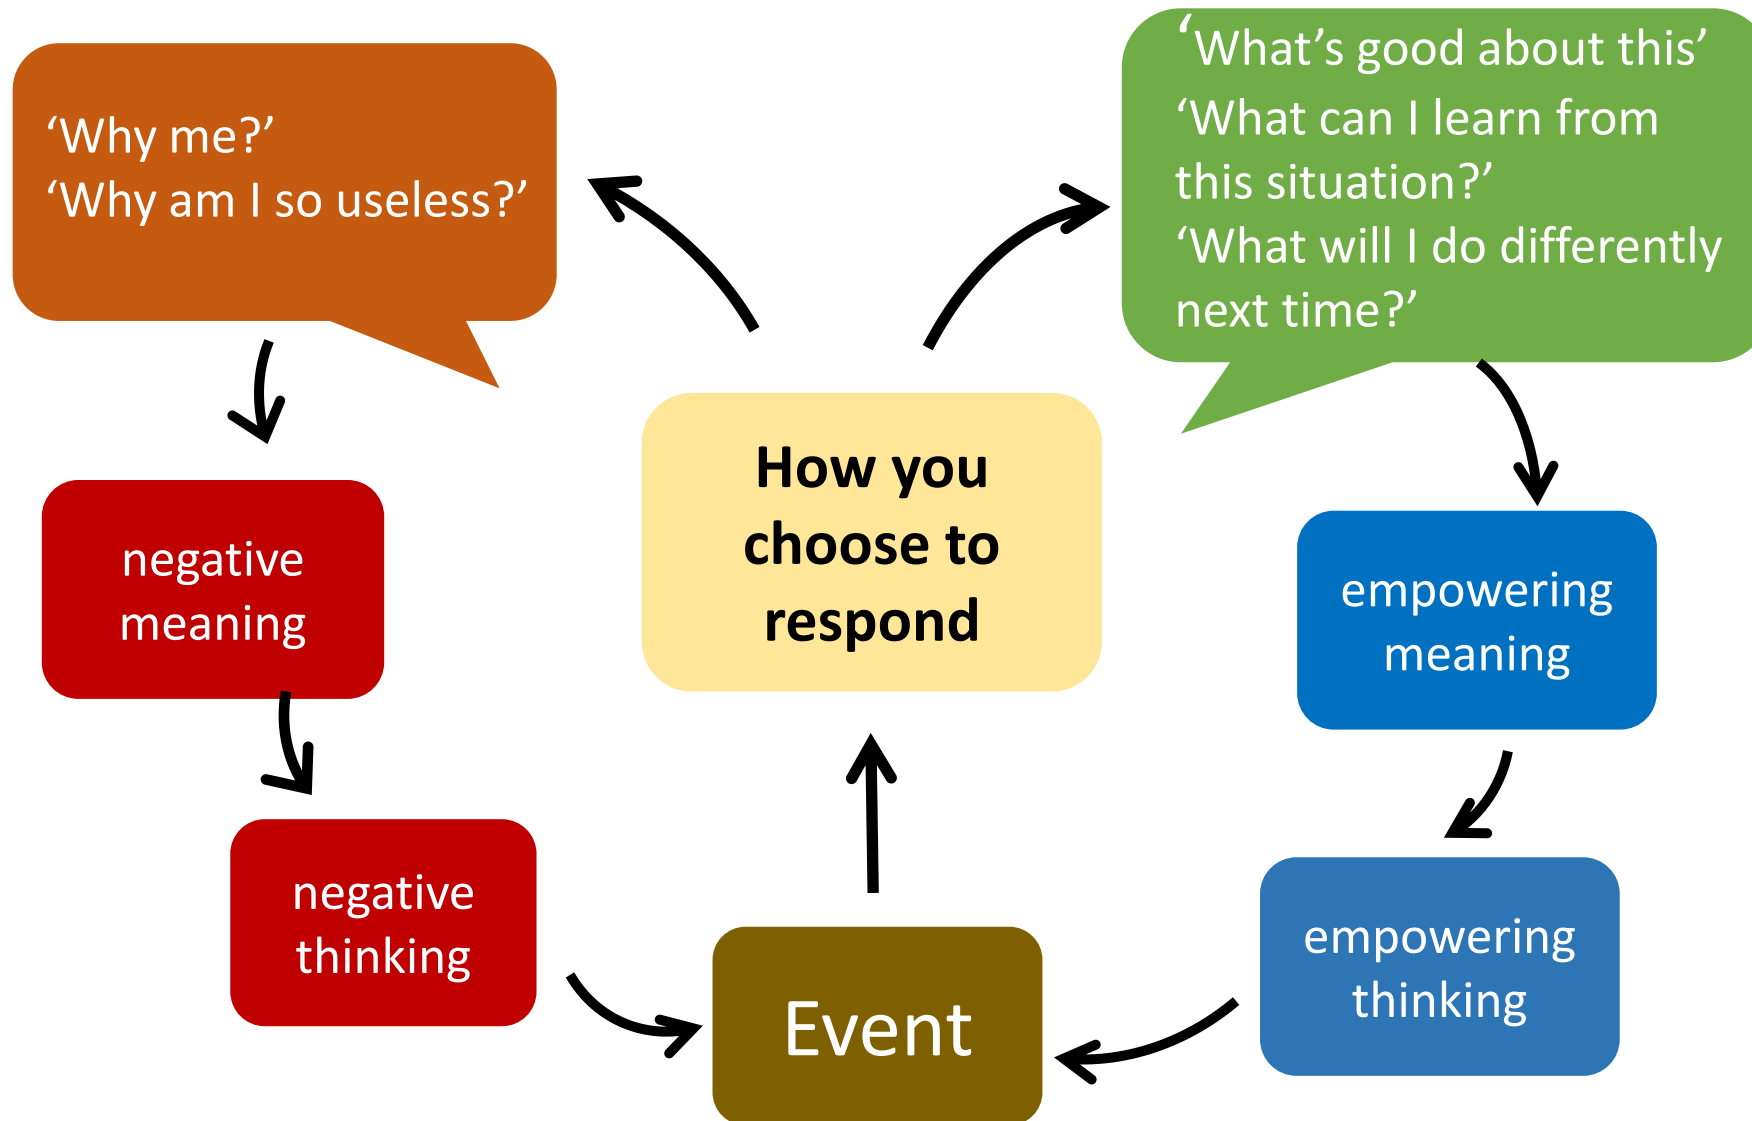 ‘Why me?’
‘Why am I so useless?’
‘What’s good about this’
‘What can I learn from
this situation?’
‘What will I do differently
next time?’
How you
choose to
respond
negative
meaning
empowering
meaning
negative
thinking
empowering
thinking
Event